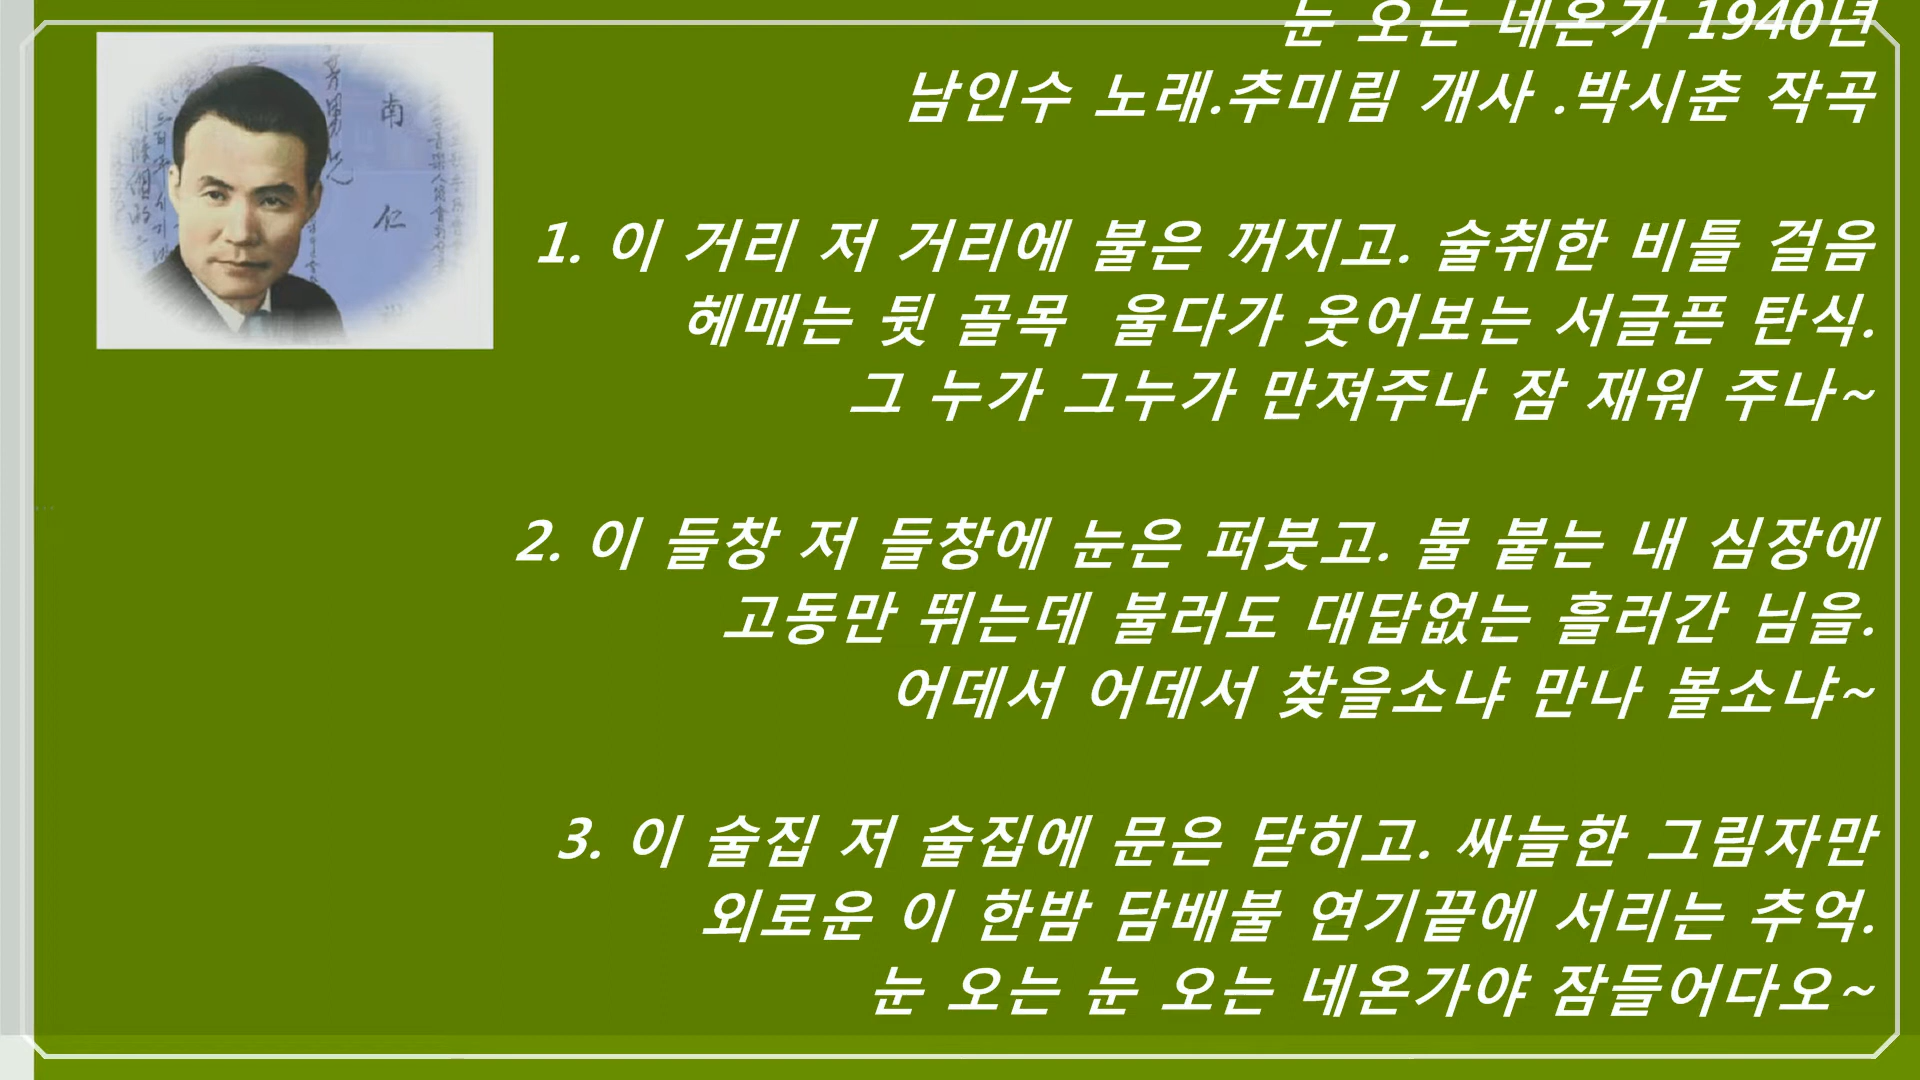 눈 오는 네온가 1940년
남인수 노래.추미림 개사 .박시춘 작곡
南
仁
1. 이 거리 저 거리에 불은 꺼지고. 술취한 비틀 걸음
헤매는 뒷 골목 울다가 웃어보는 서글픈 탄식.
그 누가 그누가 만져주나 잠 재워 주나~
2. 이 들창 저 들창에 눈은 퍼붓고. 불 붙는 내 심장에
고동만 뛰는데 불러도 대답없는 흘러간 님을.
어데서 어데서 찾을소냐 만나 볼소냐~
3. 이 술집 저 술집에 문은 닫히고. 싸늘한 그림자만
외로운 이 한밤 담배불 연기끝에 서리는 추억.
눈 오는 눈 오는 네온가야 잠들어다오~